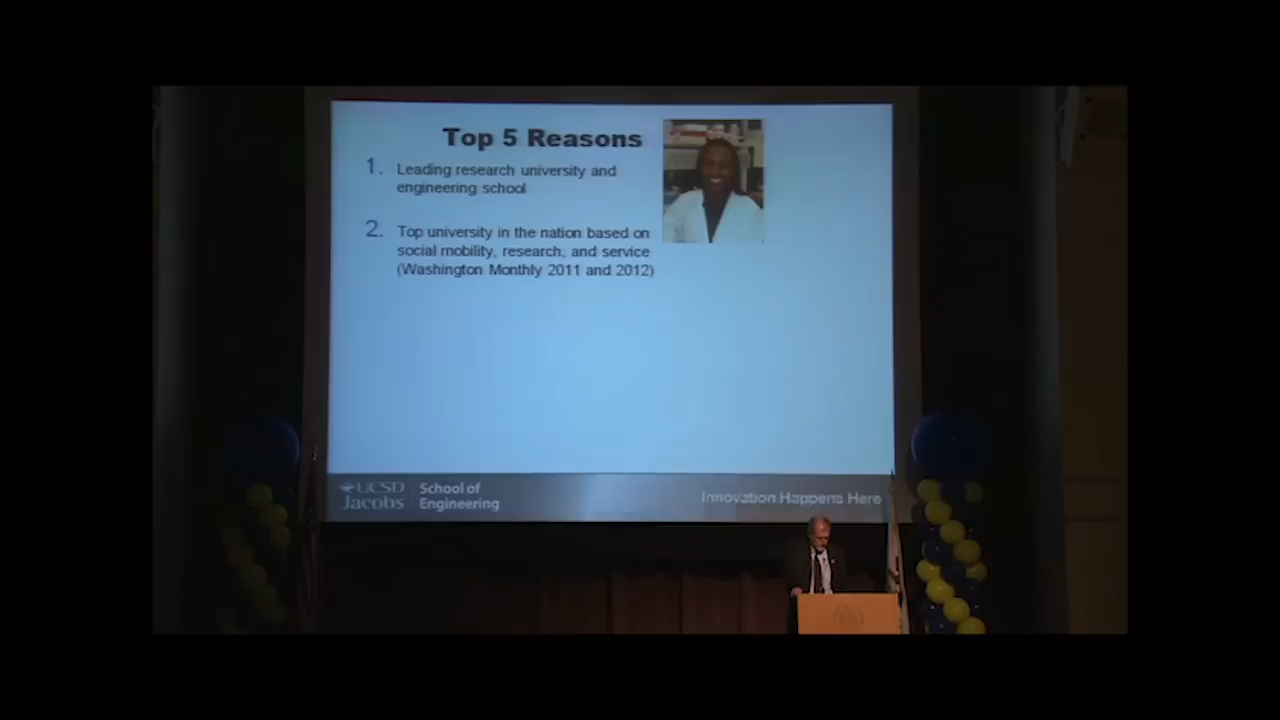 Top 5 Reasons
1. Leading research university and
engineering school
2. Top university in the nation based on
social mobility, research, and service
(Washington Monthly 2011 and 2012)
UCSD
Jacobs
School of
Engineering
Innovation Happens Here